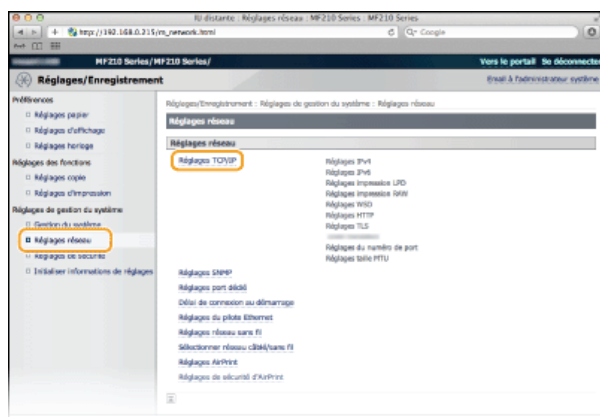 IU distante : Réglages réseau : MF210 Series : MF210 Series
http://192.168.0.215/m_network.html
Google
MF210 Series/MF210 Series/
Vers le portail Se déconnecter
Réglages/Enregistrement
Email à l'administrateur système
Préférences
Réglages papier
Réglages d'affichage
Réglages horloge
Réglages des fonctions
Réglages copie
Réglages d'impression
Réglages de gestion du système
Gestion du système
Réglages réseau
Réglages de sécurité
Initialiser informations de réglages
Réglages/Enregistrement : Réglages de gestion du système : Réglages réseau
Réglages réseau
Réglages réseau
Réglages TCP/IP
Réglages IPv4
Réglages IPv6
Réglages impression LPD
Réglages impression RAW
Réglages WSD
Réglages HTTP
Réglages TLS
Réglages du numéro de port
Réglages taille MTU
Réglages SNMP
Réglages port dédié
Délai de connexion au démarrage
Réglages du pilote Ethernet
Réglages réseau sans fil
Sélectionner réseau câblé/sans fil
Réglages AirPrint
Réglages de sécurité d'AirPrint